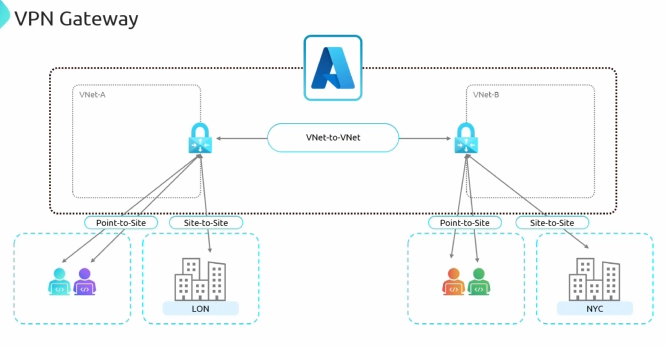 VPN Gateway
VNet-A
VNet-B
VNet-to-VNet
Point-to-Site
Site-to-Site
Point-to-Site
Site-to-Site
LON
NYC